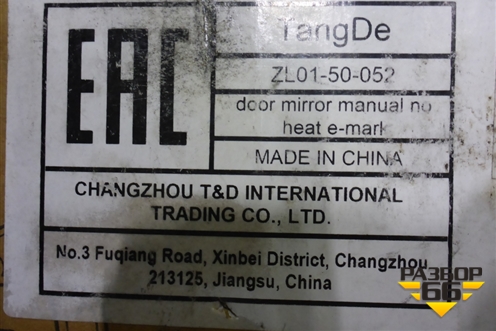 EAC
TangDe
ZL01-50-052
door mirror manual no
heat e-mark
MADE IN CHINA
CHANGZHOU T&D INTERNATIONAL
TRADING CO., LTD.
No.3 Fuqiang Road, Xinbei District, Changzhou
213125, Jiangsu, China
РАЗБОР
66